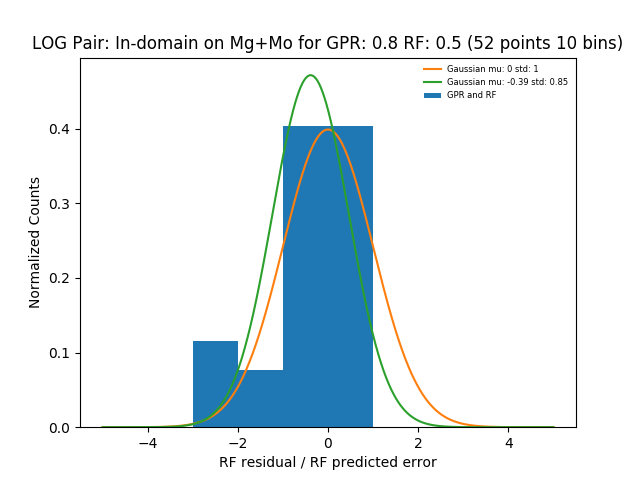 LOG Pair: In-domain on Mg+Mo for GPR: 0.8 RF: 0.5 (52 points 10 bins)
Gaussian mu: 0 std: 1
Gaussian mu: -0.39 std: 0.85
GPR and RF
Normalized Counts
0.4
0.3
0.2
0.1
0.0
−4 −2 0 2 4
RF residual / RF predicted error